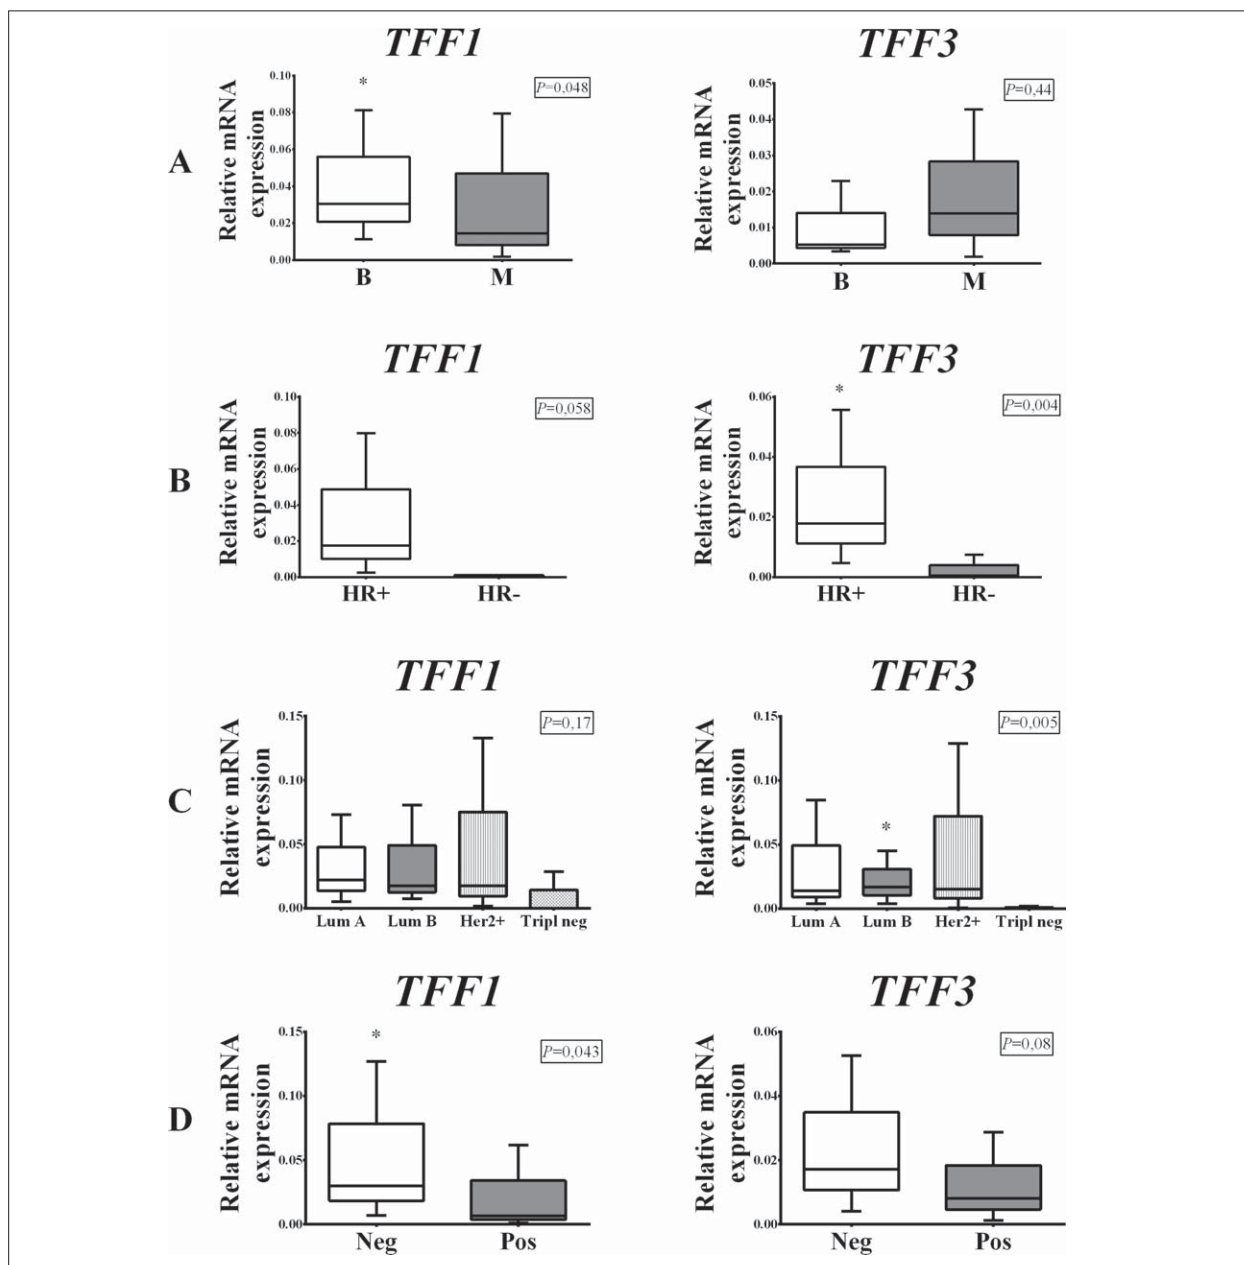 TFF1
TFF3
A
Relative mRNA
expression
0.10
0.08
0.06
0.04
0.02
0.00
*
P=0,048
B
M
Relative mRNA
expression
0.05
0.04
0.03
0.02
0.01
0.00
P=0,44
B
M
TFF1
TFF3
B
Relative mRNA
expression
0.10
0.08
0.06
0.04
0.02
0.00
P=0,058
HR+
HR-
Relative mRNA
expression
0.06
0.04
0.02
0.00
*
P=0,004
HR+
HR-
TFF1
TFF3
C
Relative mRNA
expression
0.15
0.10
0.05
0.00
P=0,17
Lum A
Lum B
Her2+
Tripl neg
Relative mRNA
expression
0.15
0.10
0.05
0.00
*
P=0,005
Lum A
Lum B
Her2+
Tripl neg
TFF1
TFF3
D
Relative mRNA
expression
0.15
0.10
0.05
0.00
*
P=0,043
Neg
Pos
Relative mRNA
expression
0.06
0.04
0.02
0.00
P=0,08
Neg
Pos